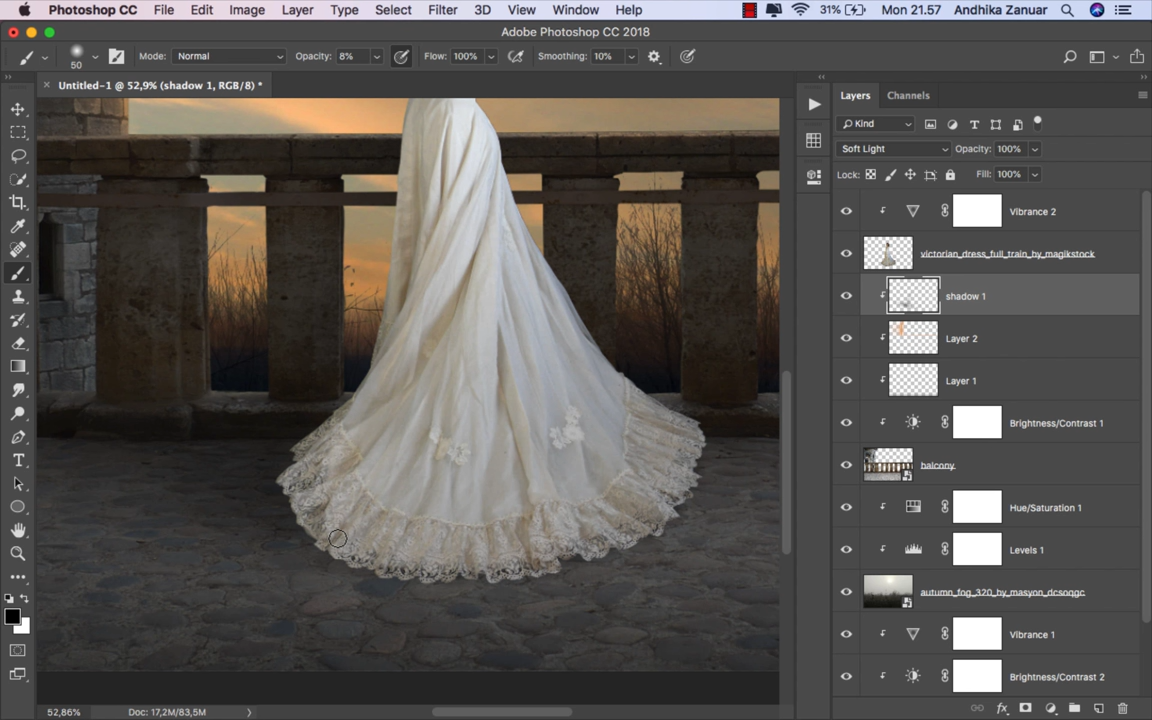 Photoshop CC File Edit Image Layer Type Select Filter 3D View Window Help 31% Mon 21.57 Andhika Zanuar
Adobe Photoshop CC 2018
50 Mode: Normal Opacity: 8% Flow: 100% Smoothing: 10%
Untitled-1 @ 52,9% (shadow 1, RGB/8) *
Layers Channels
Kind
Soft Light Opacity: 100%
Lock: Fill: 100%
Vibrance 2
victorian_dress_full_train_by_magikstock
shadow 1
Layer 2
Layer 1
Brightness/Contrast 1
balcony
Hue/Saturation 1
Levels 1
autumn_fog_320_by_masyon_dcsoqgc
Vibrance 1
Brightness/Contrast 2
52,86% Doc: 17,2M/83,5M